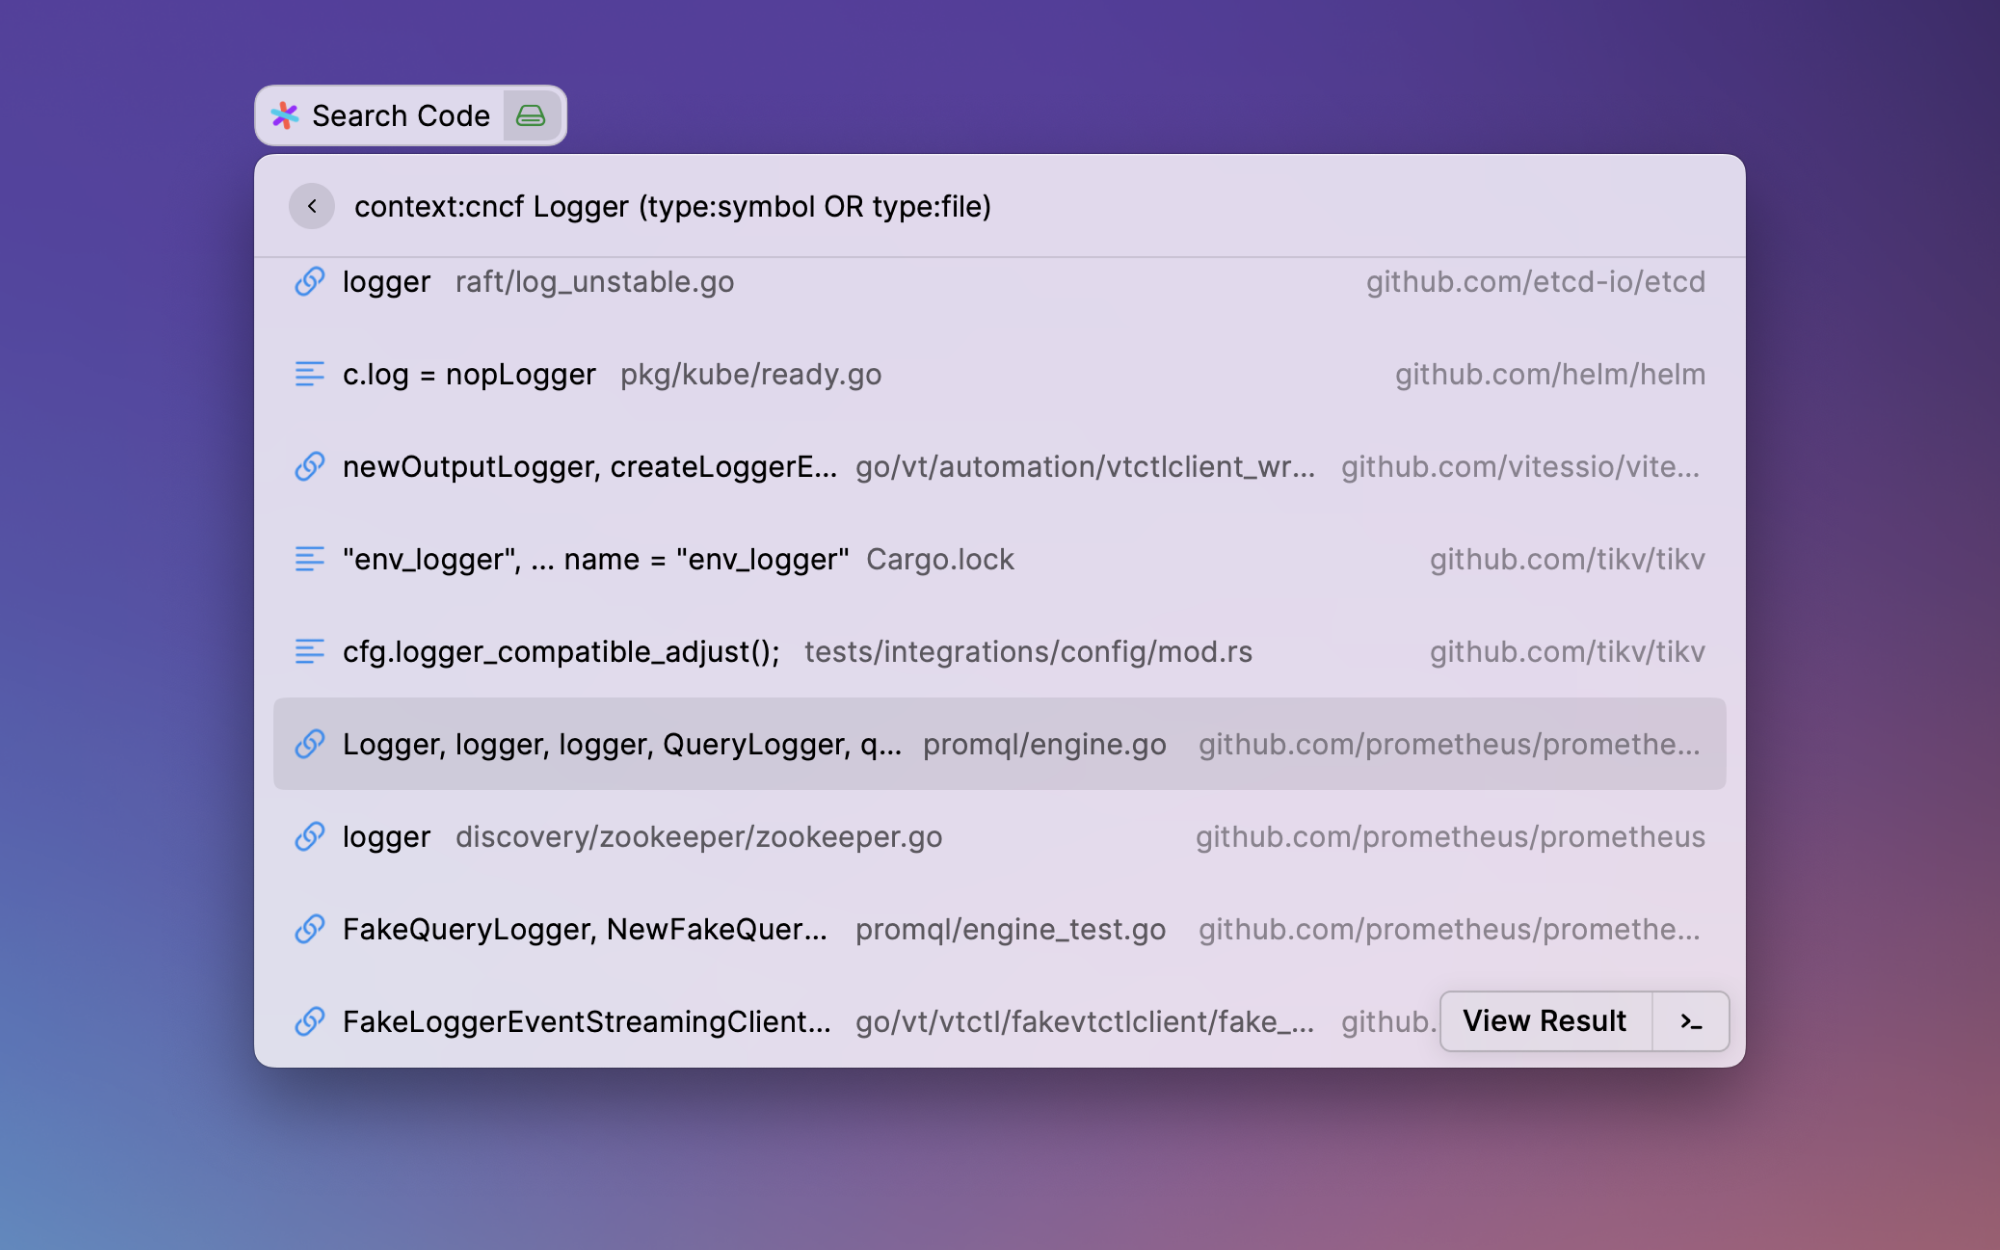 Search Code
context:cncf Logger (type:symbol OR type:file)
logger raft/log_unstable.go github.com/etcd-io/etcd
c.log = nopLogger pkg/kube/ready.go github.com/helm/helm
newOutputLogger, createLoggerE... go/vt/automation/vtctlclient_wr... github.com/vitessio/vite...
"env_logger", ... name = "env_logger" Cargo.lock github.com/tikv/tikv
cfg.logger_compatible_adjust(); tests/integrations/config/mod.rs github.com/tikv/tikv
Logger, logger, logger, QueryLogger, q... promql/engine.go github.com/prometheus/promethe...
logger discovery/zookeeper/zookeeper.go github.com/prometheus/prometheus
FakeQueryLogger, NewFakeQuer... promql/engine_test.go github.com/prometheus/promethe...
FakeLoggerEventStreamingClient... go/vt/vtctl/fakevtctlclient/fake_... github.
View Result >_